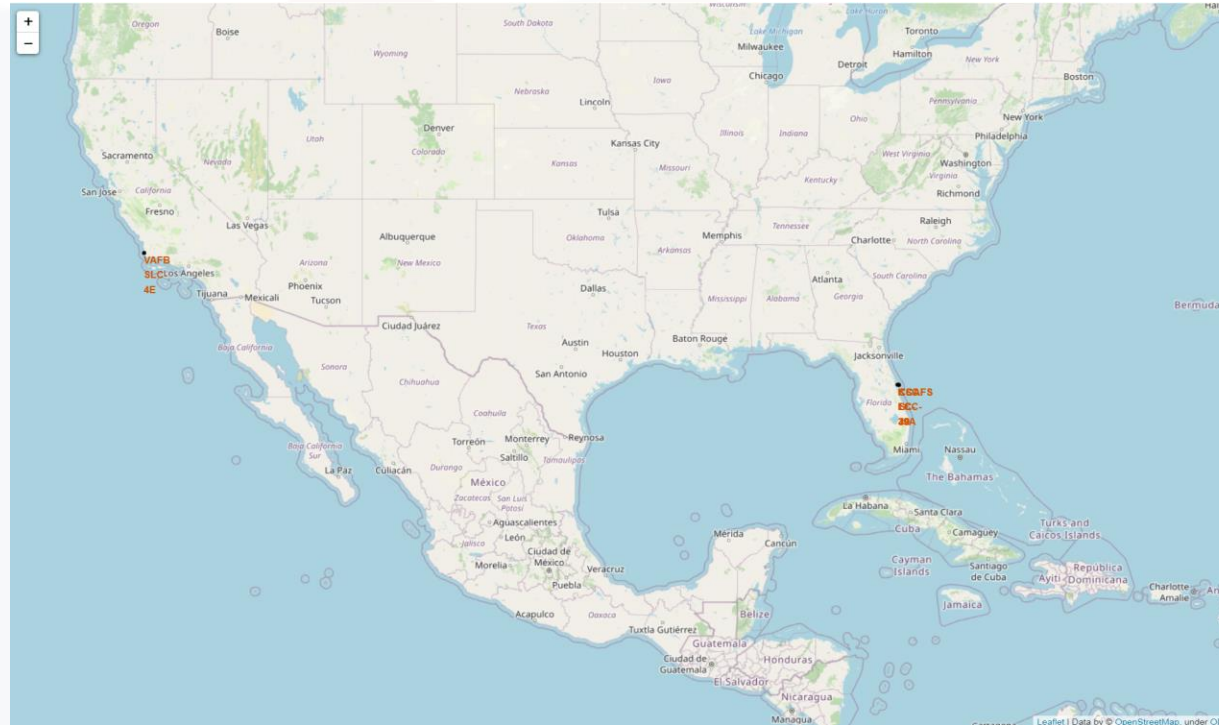 +
−
Oregon
Boise
South Dakota
Wisconsin
Lake Michigan
Lake Huron
Toronto
Wyoming
Milwaukee
Hamilton
Detroit
New York
Chicago
Boston
Iowa
Nebraska
Lincoln
Pennsylvania
New York
Utah
Denver
Illinois
Indiana
Ohio
Philadelphia
Sacramento
Nevada
Colorado
Kansas City
Kansas
Missouri
West Virginia
Washington
San Jose
California
Virginia
Kentucky
Richmond
Fresno
Las Vegas
Tulsa
Raleigh
Albuquerque
Oklahoma
Memphis
Tennessee
Charlotte
North Carolina
VAFB
SLC-
4E
Los Angeles
Arizona
New Mexico
Arkansas
Atlanta
South Carolina
Phoenix
Tijuana
Mexicali
Tucson
Dallas
Mississippi
Alabama
Georgia
Bermuda
Ciudad Juárez
Texas
Baton Rouge
Austin
Houston
Jacksonville
Baja California
Sonora
San Antonio
Chihuahua
Florida
Coahuila
Torreón
Monterrey
Reynosa
Miami
Nassau
Baja California Sur
Saltillo
The Bahamas
La Paz
Culiacán
Durango
Tamaulipas
México
Zacatecas
San Luis Potosí
La Habana
Santa Clara
Cuba
Camaguey
Turks and Caicos Islands
Aguascalientes
León
Mérida
Cancún
Jalisco
Ciudad de México
Cayman Islands
Santiago de Cuba
República Dominicana
Ayiti
Morelia
Veracruz
Puebla
Charlotte Amalie
Jamaica
Acapulco
Oaxaca
Belize
Tuxtla Gutiérrez
Guatemala
Ciudad de Guatemala
Honduras
El Salvador
Nicaragua
Managua
Leaflet | Data by © OpenStreetMap, under